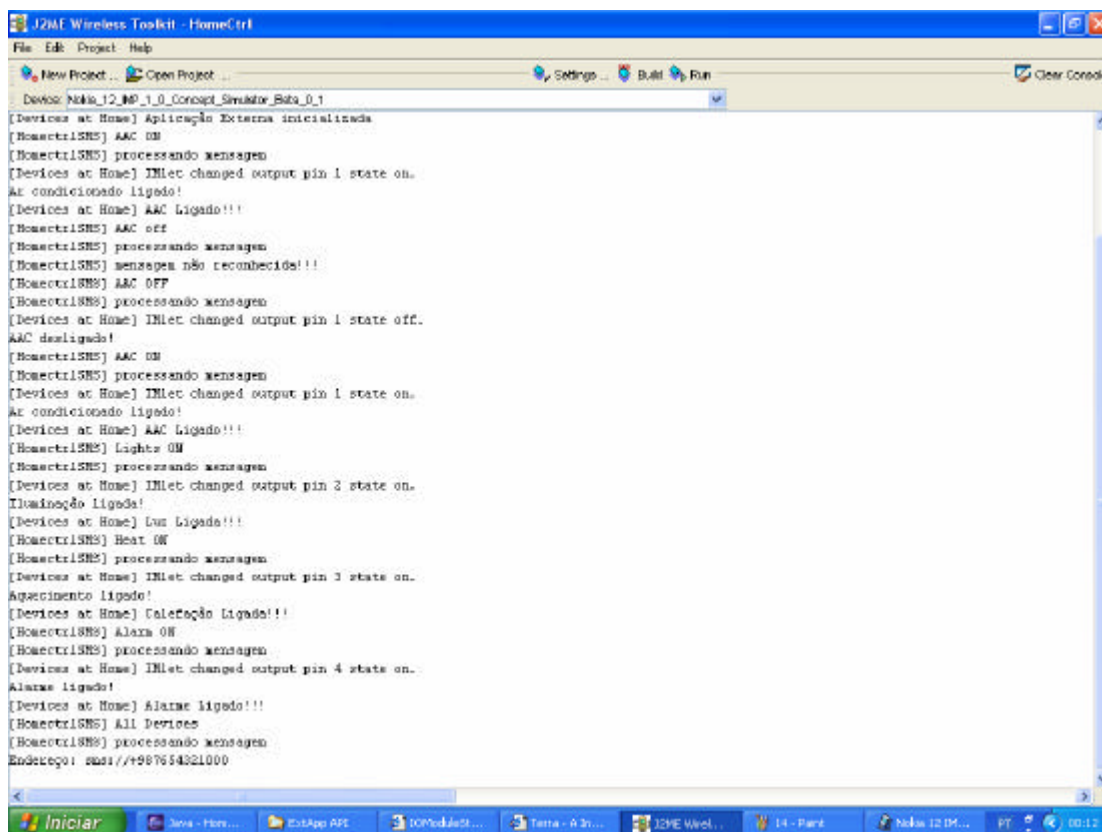 J2ME Wireless Toolkit - HomeCtrl
File Edit Project Help
New Project ... Open Project ... Settings ... Build Run Clear Consol
Device: Nokia_12_IMP_1_0_Concept_Simulator_Beta_0_1
[Devices at Home] Aplicação Externa inicializada
[HomectrlSMS] AAC ON
[HomectrlSMS] processando mensagem
[Devices at Home] IMlet changed output pin 1 state on.
Ar condicionado ligado!
[Devices at Home] AAC Ligado!!!
[HomectrlSMS] AAC off
[HomectrlSMS] processando mensagem
[HomectrlSMS] mensagem não reconhecida!!!
[HomectrlSMS] AAC OFF
[HomectrlSMS] processando mensagem
[Devices at Home] IMlet changed output pin 1 state off.
AAC desligado!
[HomectrlSMS] AAC ON
[HomectrlSMS] processando mensagem
[Devices at Home] IMlet changed output pin 1 state on.
Ar condicionado ligado!
[Devices at Home] AAC Ligado!!!
[HomectrlSMS] Lights ON
[HomectrlSMS] processando mensagem
[Devices at Home] IMlet changed output pin 2 state on.
Iluminação ligada!
[Devices at Home] Luz Ligada!!!
[HomectrlSMS] Heat ON
[HomectrlSMS] processando mensagem
[Devices at Home] IMlet changed output pin 3 state on.
Aquecimento ligado!
[Devices at Home] Calefação Ligada!!!
[HomectrlSMS] Alarm ON
[HomectrlSMS] processando mensagem
[Devices at Home] IMlet changed output pin 4 state on.
Alarme ligado!
[Devices at Home] Alarme ligado!!!
[HomectrlSMS] All Devices
[HomectrlSMS] processando mensagem
Endereço: sms://+987654321000
Iniciar Java - Hom... ExtApp API IOModuleSt... Terra - A In... J2ME Wirel... 14 - Paint Nokia 12 IM... PT 00:12